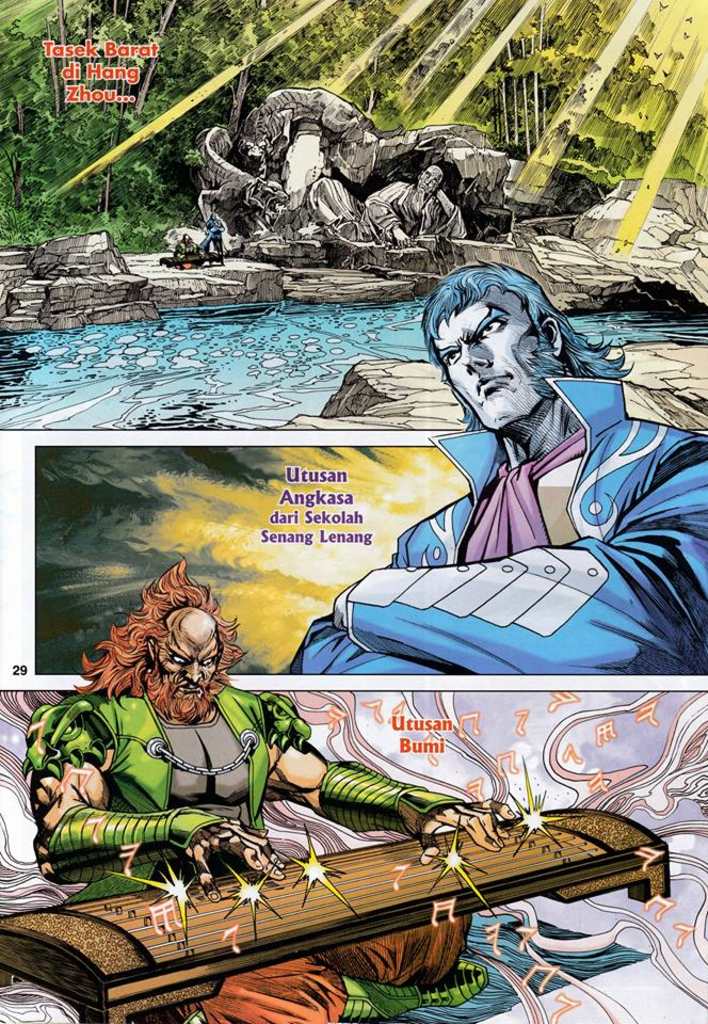 Tasek Barat
di Hang
Zhou...
Utusan
Angkasa
dari Sekolah
Senang Lenang
29
Utusan
Bumi